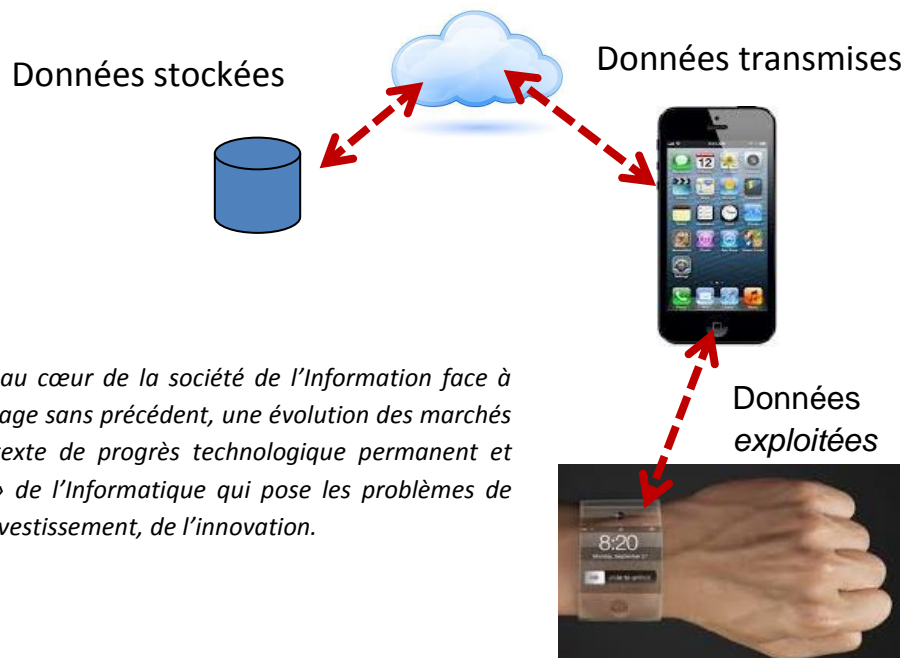 Données stockées
Données transmises
12
au cœur de la société de l’Information face à
age sans précédent, une évolution des marchés
texte de progrès technologique permanent et
» de l’Informatique qui pose les problèmes de
vestissement, de l’innovation.
Données
exploitées
8:20